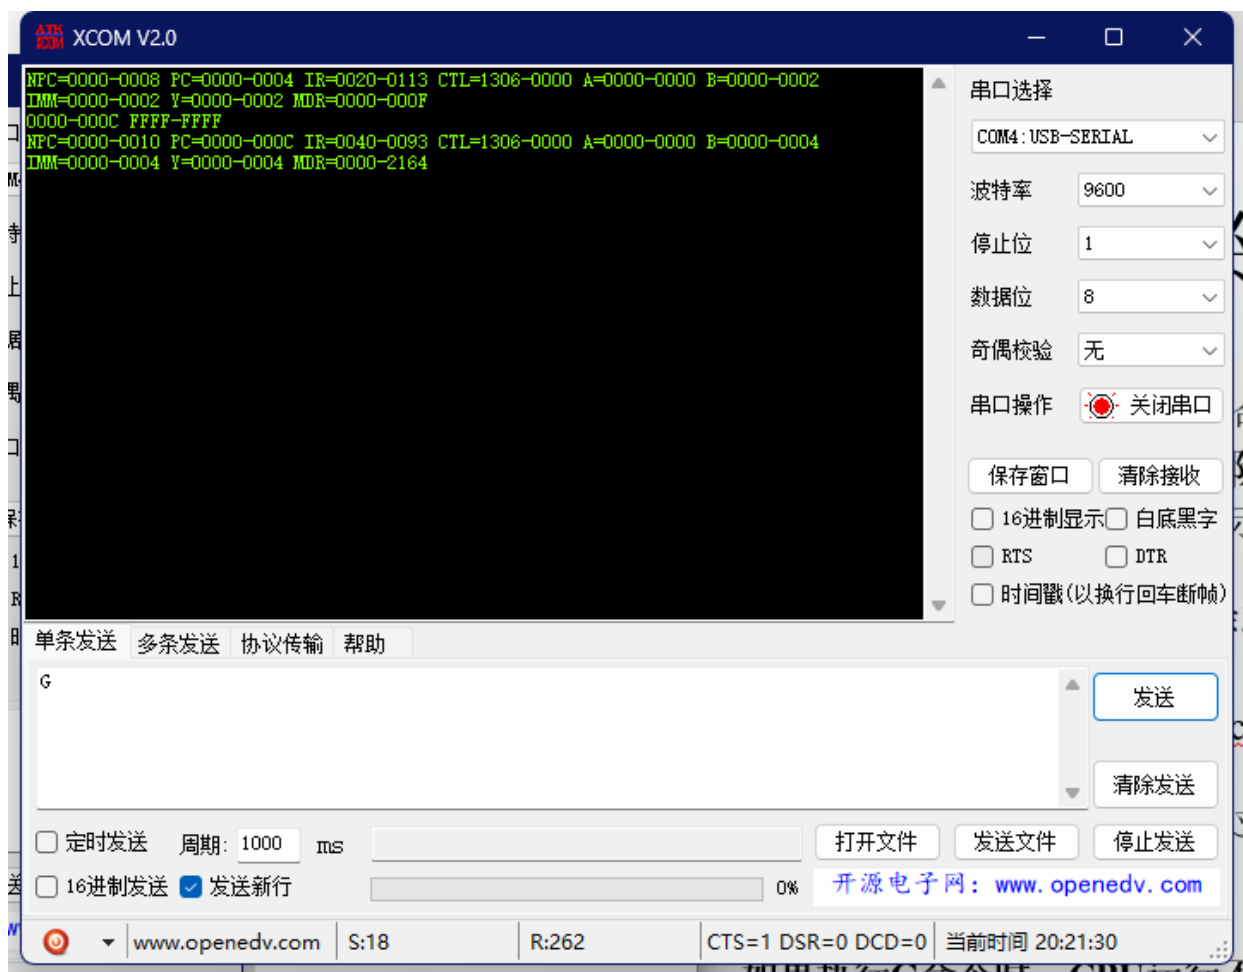 XCOM V2.0
NPC=0000-0008 PC=0000-0004 IR=0020-0113 CTL=1306-0000 A=0000-0000 B=0000-0002
IMM=0000-0002 Y=0000-0002 MDR=0000-000F
0000-000C FFFF-FFFF
NPC=0000-0010 PC=0000-000C IR=0040-0093 CTL=1306-0000 A=0000-0000 B=0000-0004
IMM=0000-0004 Y=0000-0004 MDR=0000-2164
串口选择
COM4:USB-SERIAL
波特率 9600
停止位 1
数据位 8
奇偶校验 无
串口操作 关闭串口
保存窗口 清除接收
16进制显示 白底黑字
RTS DTR
时间戳(以换行回车断帧)
单条发送 多条发送 协议传输 帮助
G
发送
清除发送
定时发送 周期: 1000 ms 打开文件 发送文件 停止发送
16进制发送 发送新行 0% 开源电子网: www.openedv.com
www.openedv.com S:18 R:262 CTS=1 DSR=0 DCD=0 当前时间 20:21:30